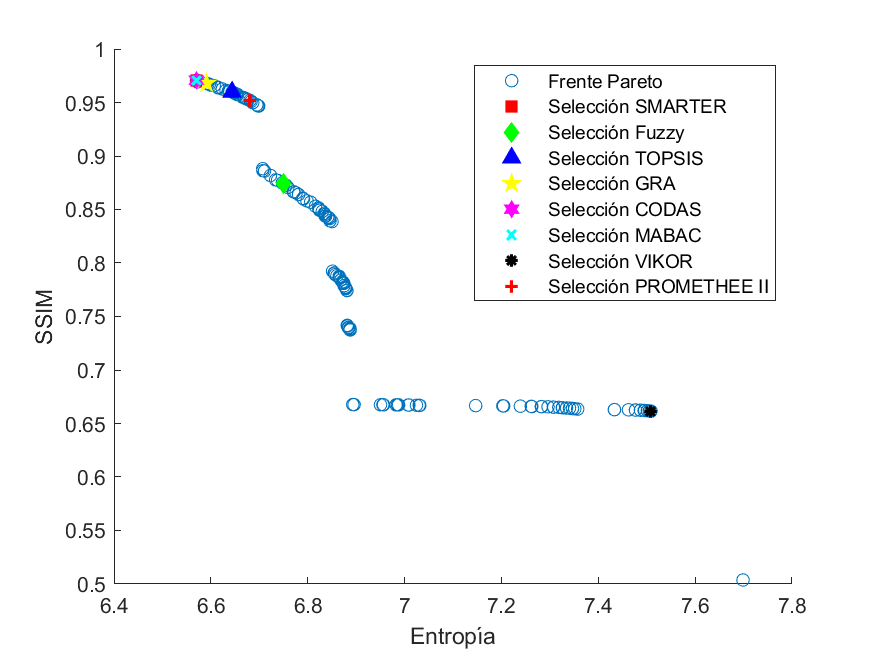 1
0.95
0.9
0.85
0.8
0.75
0.7
0.65
0.6
0.55
0.5
SSIM
6.4
6.6
6.8
7
7.2
7.4
7.6
7.8
Entropía
Frente Pareto
Selección SMARTER
Selección Fuzzy
Selección TOPSIS
Selección GRA
Selección CODAS
Selección MABAC
Selección VIKOR
Selección PROMETHEE II